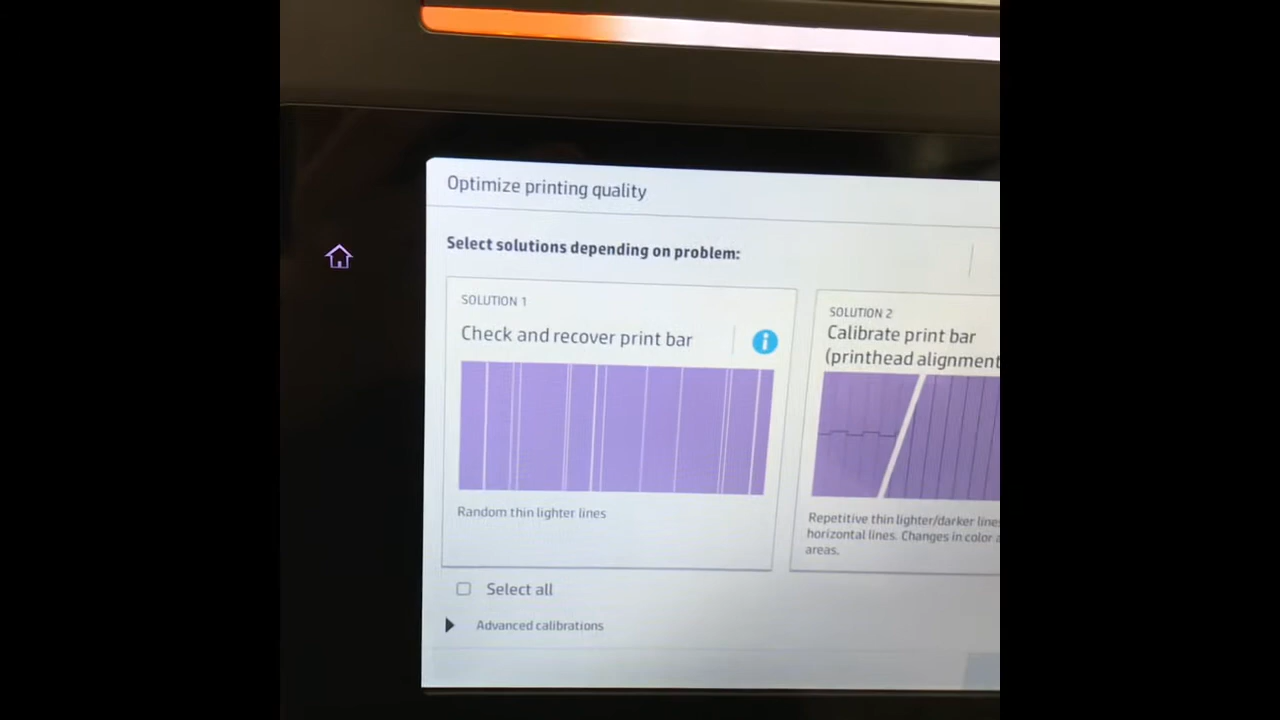 Optimize printing quality
Select solutions depending on problem:
SOLUTION 1
Check and recover print bar
i
Random thin lighter lines
SOLUTION 2
Calibrate print bar
(printhead alignment
Repetitive thin lighter/darker line
horizontal lines. Changes in color
areas.
Select all
Advanced calibrations